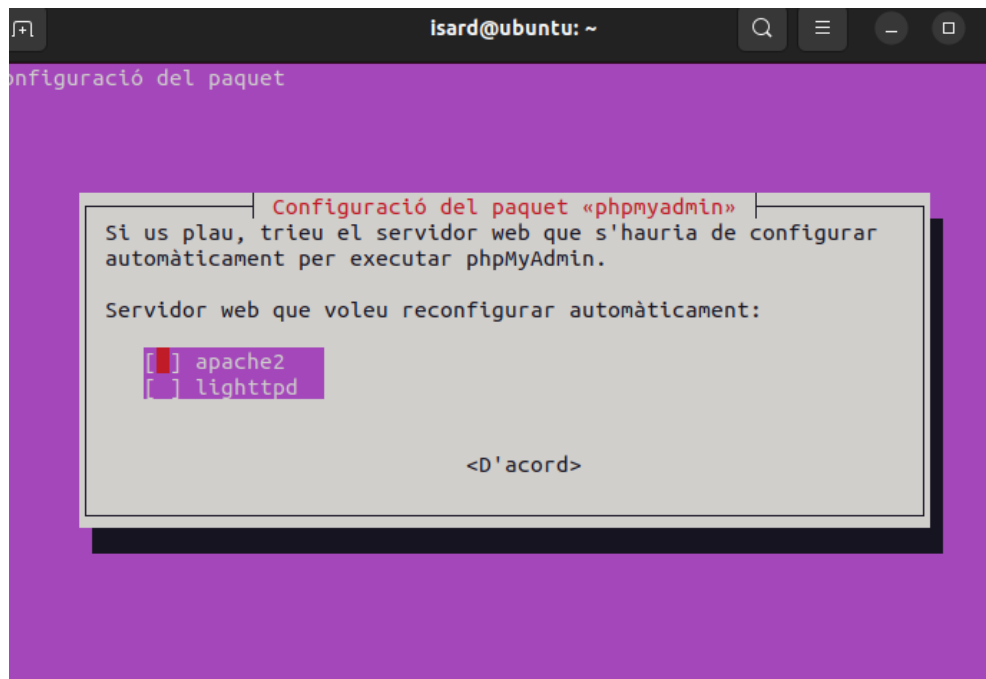 isard@ubuntu: ~
onfiguració del paquet
Configuració del paquet «phpmyadmin»
Si us plau, trieu el servidor web que s'hauria de configurar
automàticament per executar phpMyAdmin.
Servidor web que voleu reconfigurar automàticament:
[ ] apache2
[ ] lighttpd
<D'acord>